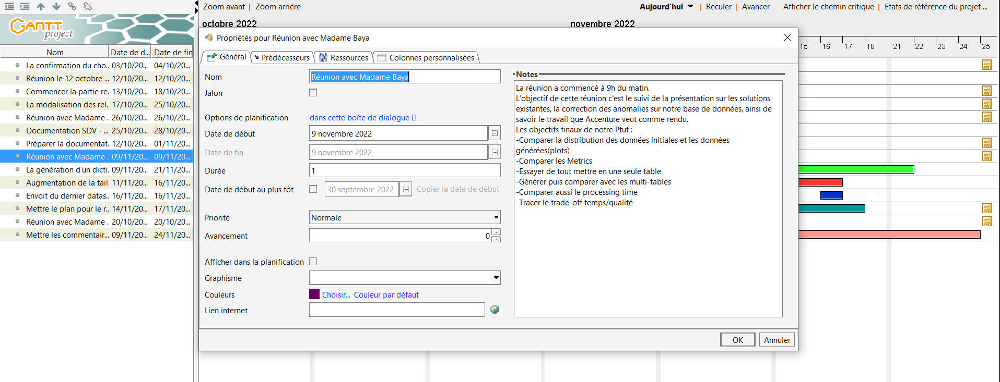 Zoom avant | Zoom arrière
Aujourd'hui | Reculer | Avancer Afficher le chemin critique | Etats de référence du projet ...
GANTT
project
octobre 2022
novembre 2022
15 16 17 18 21 22 23 24 25
Nom Date de d... Date de fin
La confirmation du cho.. 03/10/20... 04/10/20...
Réunion le 12 octobre ... 12/10/20... 12/10/20...
Commencer la partie re. 13/10/20... 18/10/20...
La modalisation des rel. 17/10/20... 25/10/20...
Réunion avec Madame .. 26/10/20... 26/10/20...
Documentation SDV - ... 25/10/20... 28/10/20...
Préparer la documentat. 12/10/20... 01/11/20...
Réunion avec Madame . 09/11/20... 09/11/20...
La génération d'un dicti. 09/11/20... 21/11/20...
Augmentation de la tail 11/11/20... 16/11/20...
Envoit du dernier datas.. 16/11/20... 16/11/20...
Mettre le plan pour le r.. 14/11/20... 17/11/20...
Réunion avec Madame . 20/10/20... 20/10/20...
Mettre les commentair... 09/11/20... 24/11/20...
Propriétés pour Réunion avec Madame Baya
Général Prédécesseurs Ressources Colonnes personnalisées
Nom Réunion avec Madame Baya
Jalon
Options de planification dans cette boîte de dialogue
Date de début 9 novembre 2022
Date de fin 9 novembre 2022
Durée 1
Date de début au plus tôt 30 septembre 2022 Copier la date de début
Priorité Normale
Avancement 0
Afficher dans la planification
Graphisme
Couleurs Choisir... Couleur par défaut
Lien internet
Notes
La réunion a commencé à 9h du matin.
L'objectif de cette réunion c'est le suivi de la présentation sur les solutions
existantes, la correction des anomalies sur notre base de données, ainsi de
savoir le travail que Accenture veut comme rendu.
Les objectifs finaux de notre Ptut :
-Comparer la distribution des données initiales et les données
générées(plots)
-Comparer les Metrics
-Essayer de tout mettre en une seule table
-Générer puis comparer avec les multi-tables
-Comparer aussi le processing time
-Tracer le trade-off temps/qualité
OK Annuler